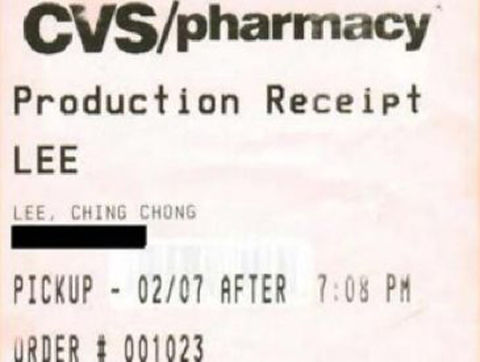 CVS/pharmacy
Production Receipt
LEE
LEE, CHING CHONG
PICKUP - 02/07 AFTER 7:08 PM
ORDER # 001023